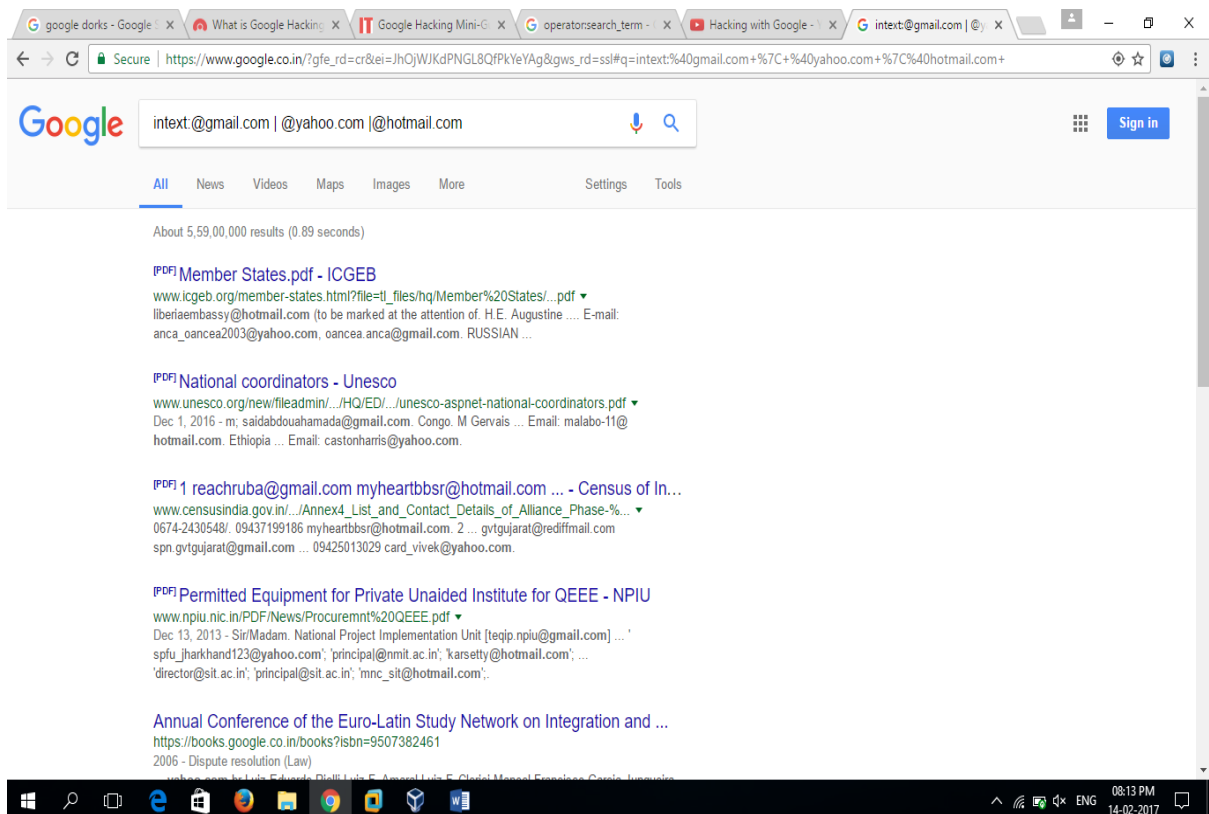 google dorks - Google S
What is Google Hacking
Google Hacking Mini-G
operator:search_term -
Hacking with Google - Y
intext:@gmail.com | @y
Secure | https://www.google.co.in/?gfe_rd=cr&ei=JhOjWJKdPNGL8QfPkYeYAg&gws_rd=ssl#q=intext:%40gmail.com+%7C+%40yahoo.com+%7C%40hotmail.com+
Google
intext:@gmail.com | @yahoo.com |@hotmail.com
Sign in
All News Videos Maps Images More Settings Tools
About 5,59,00,000 results (0.89 seconds)
[PDF] Member States.pdf - ICGEB
www.icgeb.org/member-states.html?file=tl_files/hq/Member%20States/...pdf
liberiaembassy@hotmail.com (to be marked at the attention of. H.E. Augustine .... E-mail:
anca_oancea2003@yahoo.com, oancea.anca@gmail.com. RUSSIAN ...
[PDF] National coordinators - Unesco
www.unesco.org/new/fileadmin/.../HQ/ED/.../unesco-aspnet-national-coordinators.pdf
Dec 1, 2016 - m; saidabdouahamada@gmail.com. Congo. M Gervais ... Email: malabo-11@
hotmail.com. Ethiopia ... Email: castonharris@yahoo.com.
[PDF] 1 reachruba@gmail.com myheartbbsr@hotmail.com ... - Census of In...
www.censusindia.gov.in/.../Annex4_List_and_Contact_Details_of_Alliance_Phase-%...
0674-2430548/. 09437199186 myheartbbsr@hotmail.com. 2 ... gvtgujarat@rediffmail.com
spn.gvtgujarat@gmail.com ... 09425013029 card_vivek@yahoo.com.
[PDF] Permitted Equipment for Private Unaided Institute for QEEE - NPIU
www.npiu.nic.in/PDF/News/Procuremnt%20QEEE.pdf
Dec 13, 2013 - Sir/Madam. National Project Implementation Unit [teqip.npiu@gmail.com] ... '
spfu_jharkhand123@yahoo.com'; 'principal@nmit.ac.in'; 'karsetty@hotmail.com'; ...
'director@sit.ac.in'; 'principal@sit.ac.in'; 'mnc_sit@hotmail.com';.
Annual Conference of the Euro-Latin Study Network on Integration and ...
https://books.google.co.in/books?isbn=9507382461
2006 - Dispute resolution (Law)
ENG
08:13 PM
14-02-2017